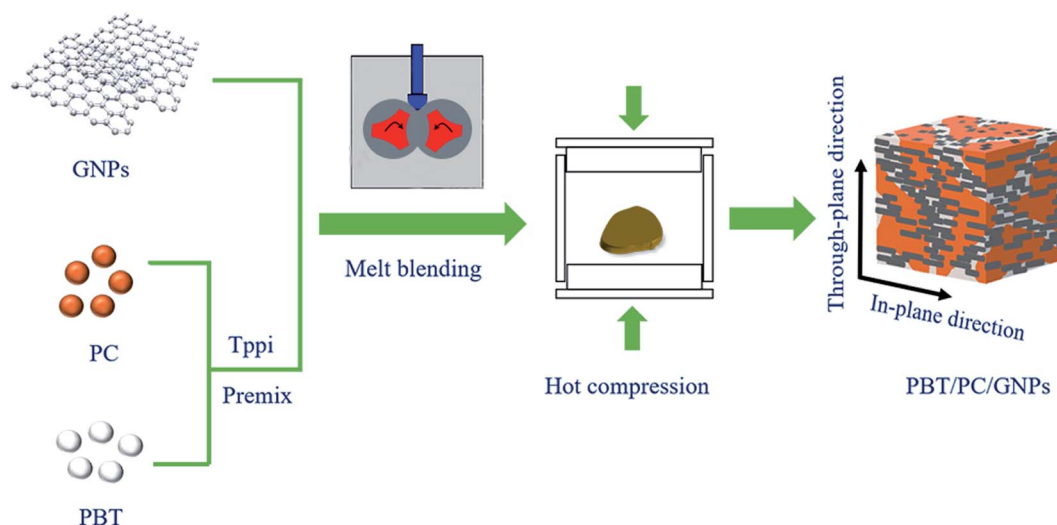 GNPs
PC
PBT
Tppi
Premix
Melt blending
Hot compression
Through-plane direction
In-plane direction
PBT/PC/GNPs